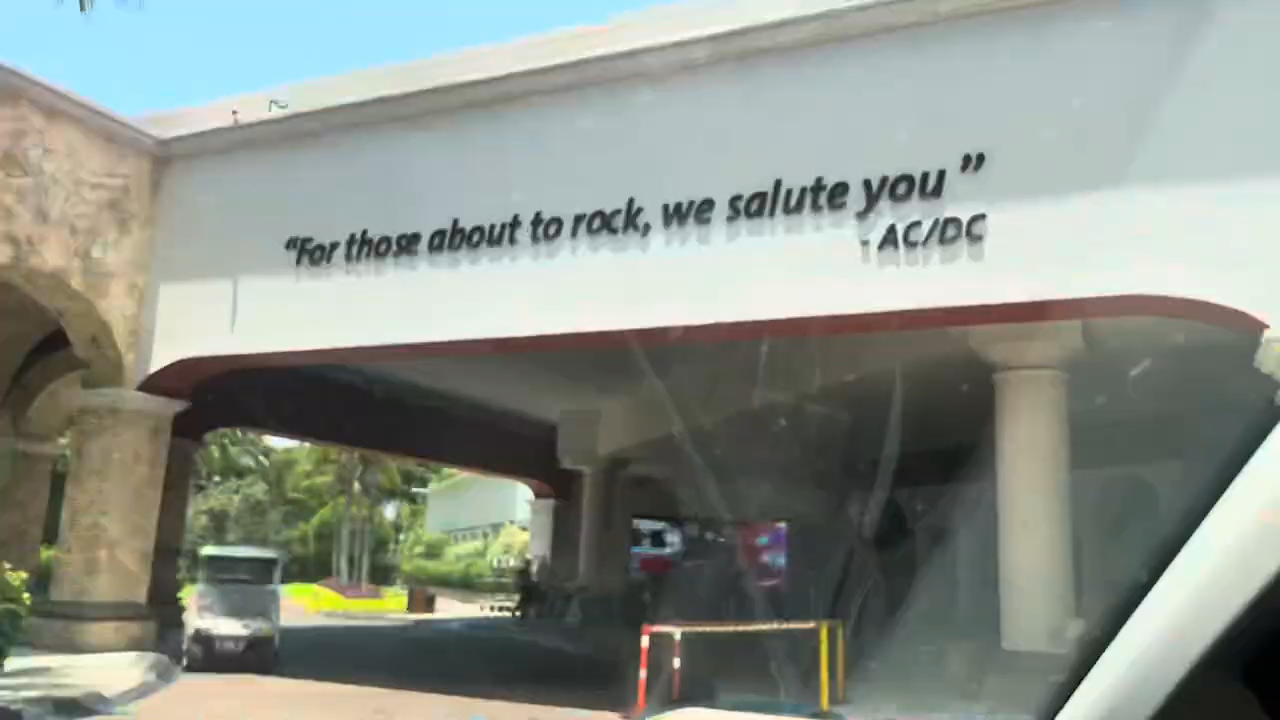 “For those about to rock, we salute you”
- AC/DC